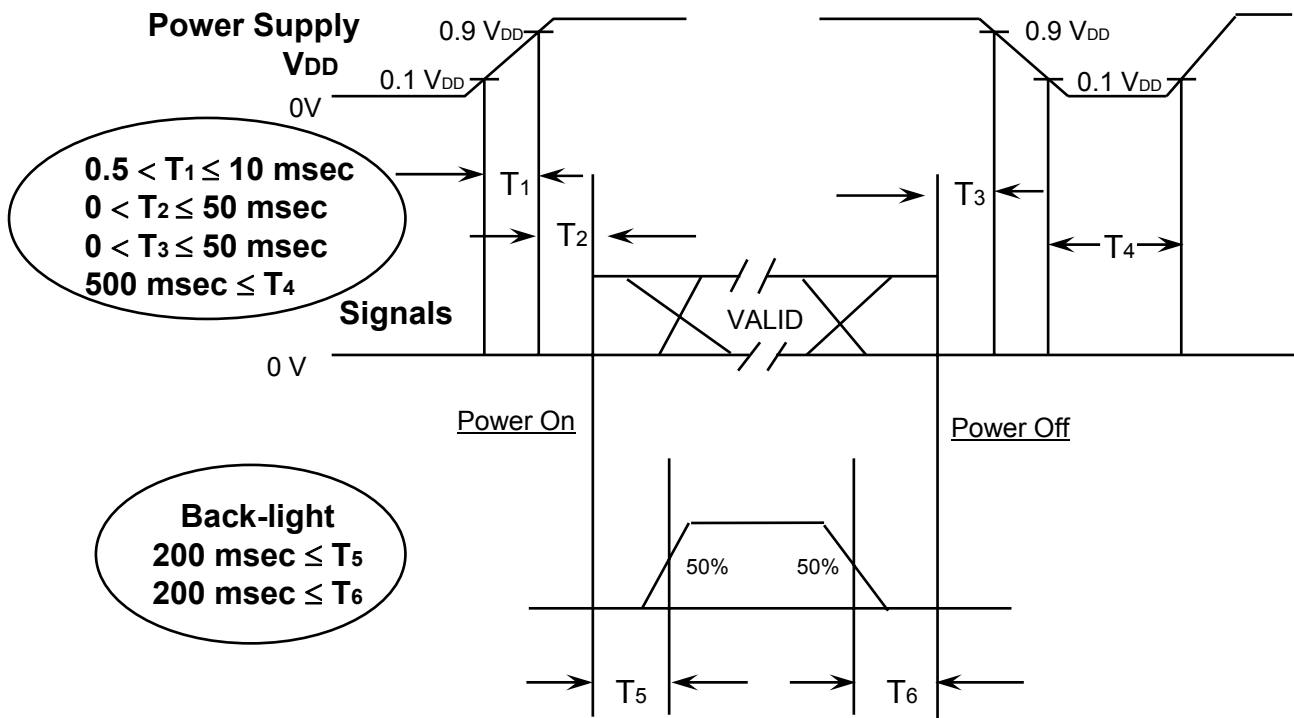 Power Supply
VDD
0.9 VDD
0.1 VDD
0V
0.9 VDD
0.1 VDD
0.5 < T1 ≤ 10 msec
0 < T2 ≤ 50 msec
0 < T3 ≤ 50 msec
500 msec ≤ T4
T1
T2
T3
T4
Signals
VALID
0 V
Power On
Power Off
Back-light
200 msec ≤ T5
200 msec ≤ T6
50%
50%
T5
T6